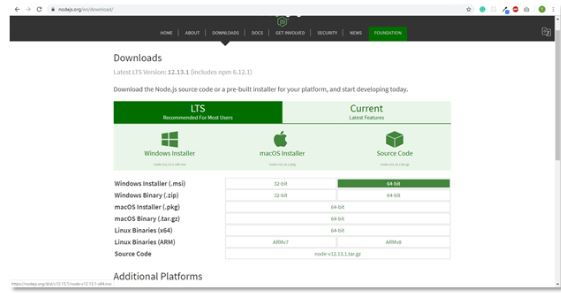 nodejs.org/en/download/
HOME | ABOUT | DOWNLOADS | DOCS | GET INVOLVED | SECURITY | NEWS | FOUNDATION
Downloads
Latest LTS Version: 12.13.1 (includes npm 6.12.1)
Download the Node.js source code or a pre-built installer for your platform, and start developing today.
LTS Current
Recommended For Most Users Latest Features
Windows Installer macOS Installer Source Code
Windows Installer (.msi) 32-bit 64-bit
Windows Binary (.zip) 32-bit 64-bit
macOS Installer (.pkg) 64-bit
macOS Binary (.tar.gz) 64-bit
Linux Binaries (x64) 64-bit
Linux Binaries (ARM) ARMv7 ARMv8
Source Code node-v12.13.1.tar.gz
Additional Platforms
https://nodejs.org/dist/v12.13.1/node-v12.13.1-x64.msi